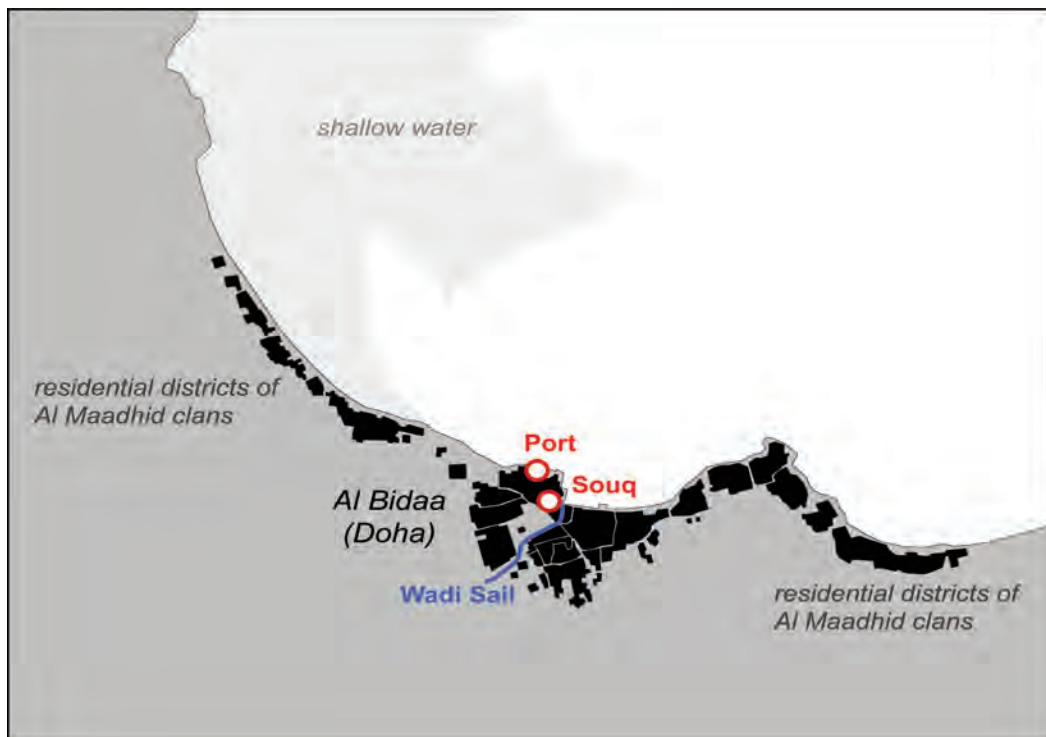 shallow water
residential districts of
Al Maadhid clans
Port
Souq
Al Bidaa
(Doha)
Wadi Sail
residential districts of
Al Maadhid clans